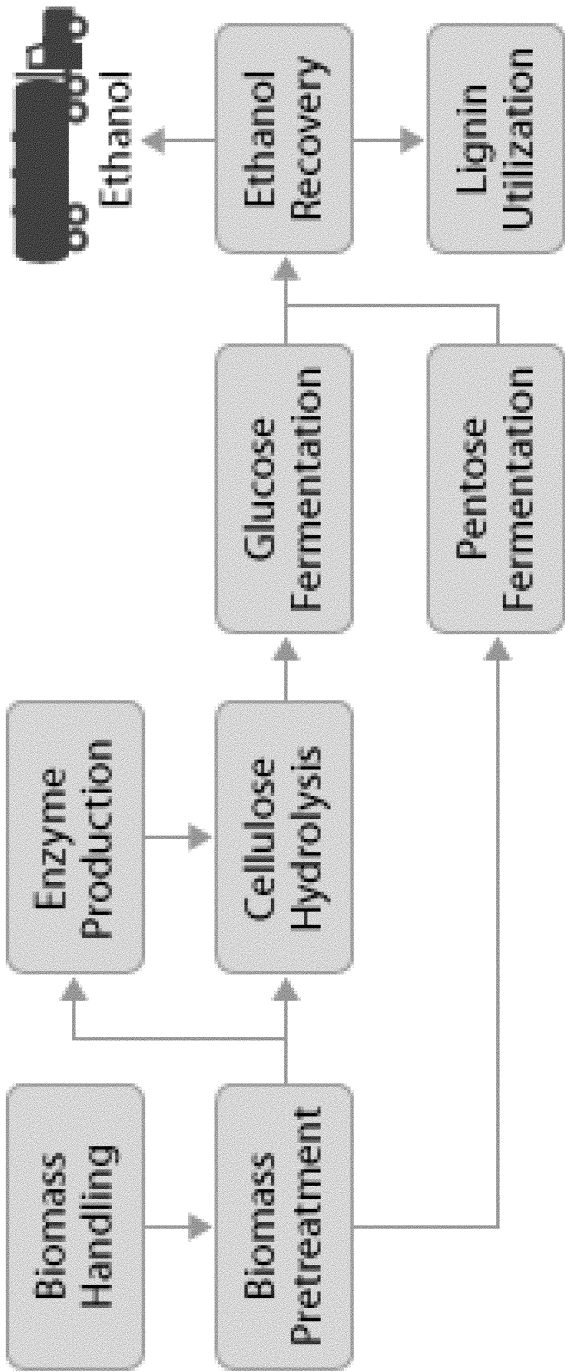 Biomass
Handling
Biomass
Pretreatment
Enzyme
Production
Cellulose
Hydrolysis
Glucose
Fermentation
Pentose
Fermentation
Ethanol
Ethanol
Recovery
Lignin
Utilization